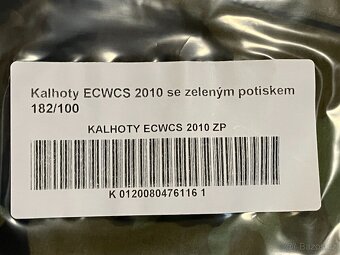 Kalhoty ECWCS 2010 se zeleným potiskem
182/100
KALHOTY ECWCS 2010 ZP
K 0120080476116 1